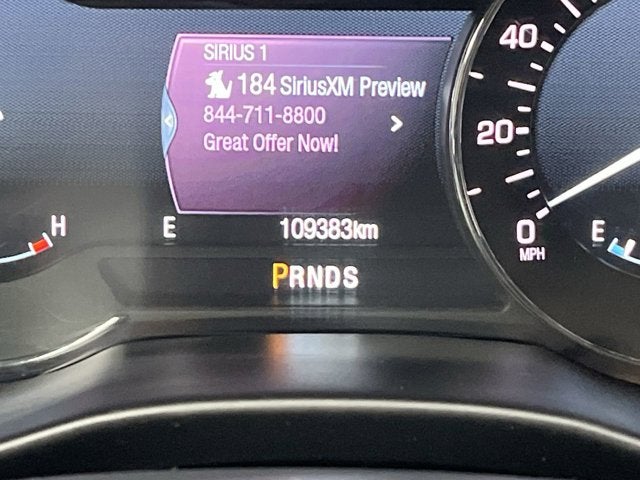 SIRIUS 1
184 SiriusXM Preview
844-711-8800
Great Offer Now!
H
E
109383km
PRNDS
40
20
0
MPH
E